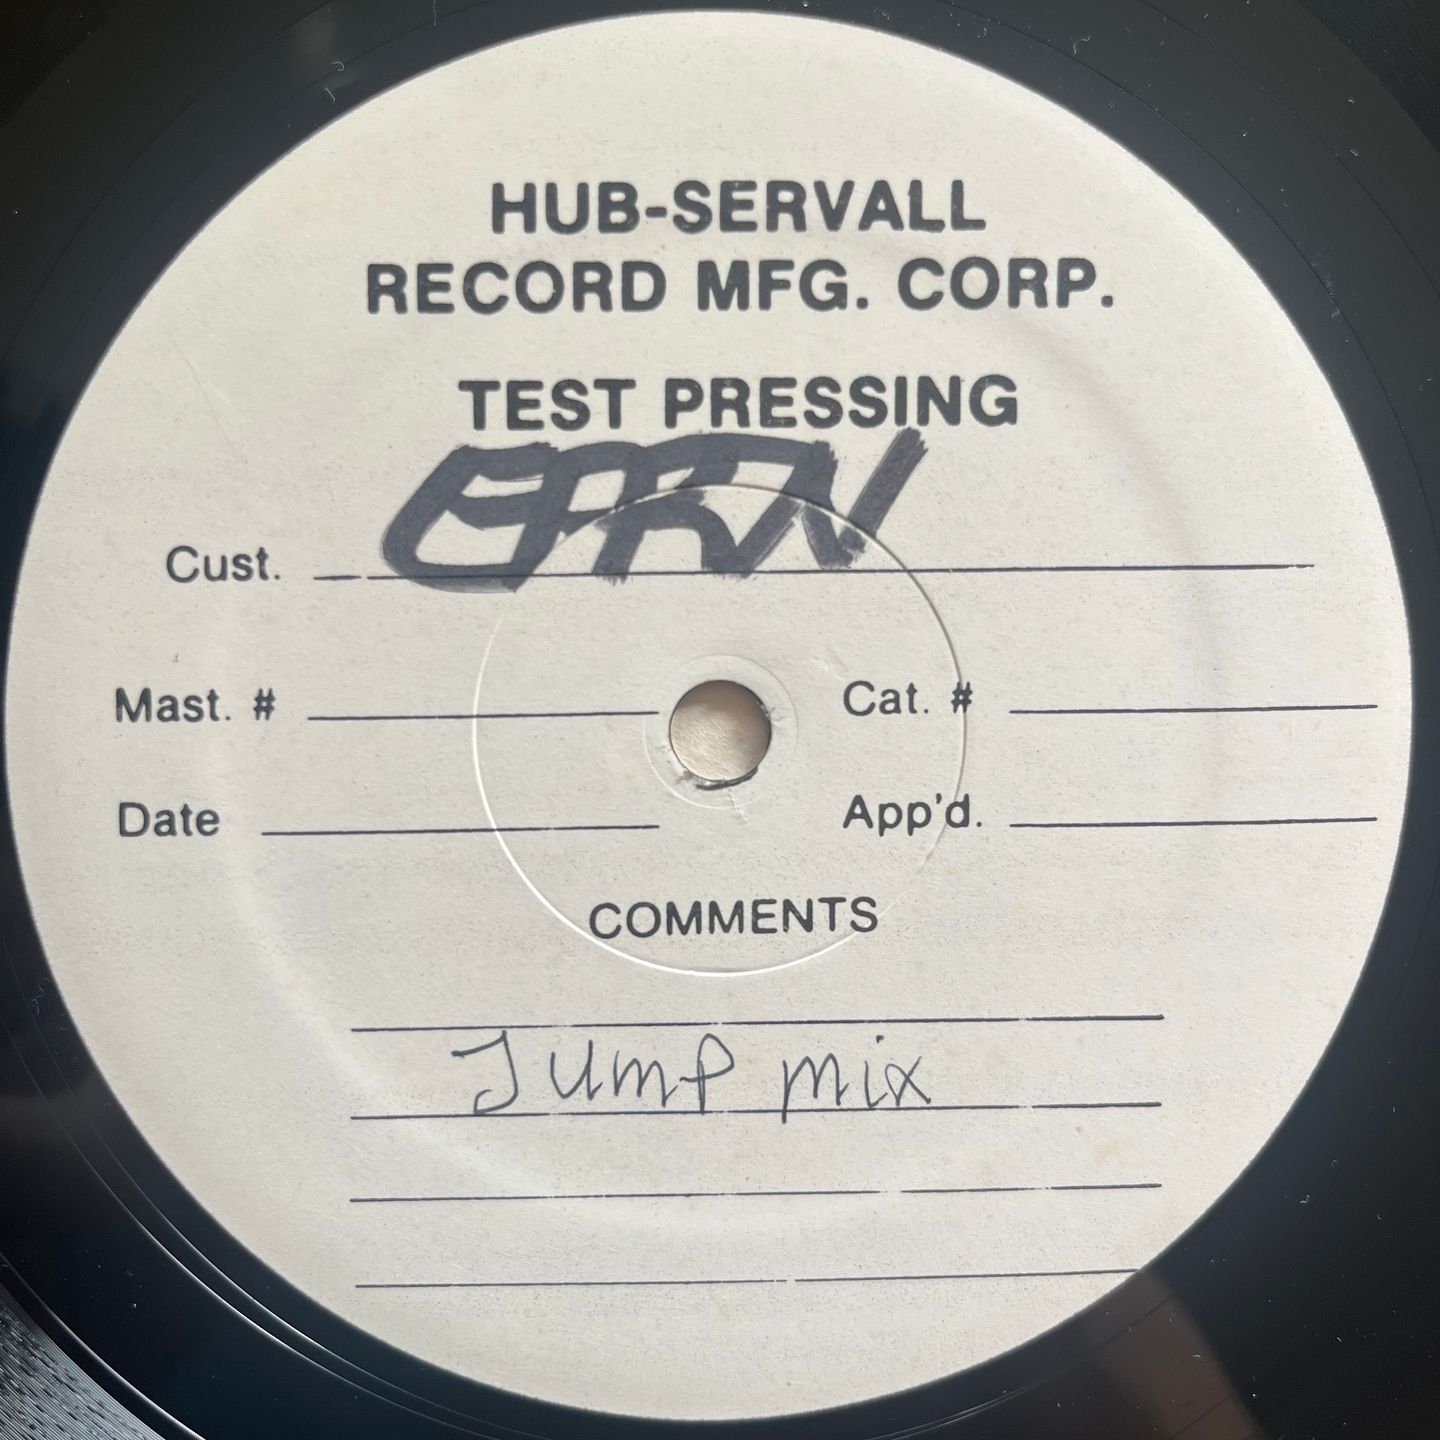 HUB-SERVALL
RECORD MFG. CORP.
TEST PRESSING
Cust.
Mast. # Cat. #
Date App'd.
COMMENTS
Jump mix